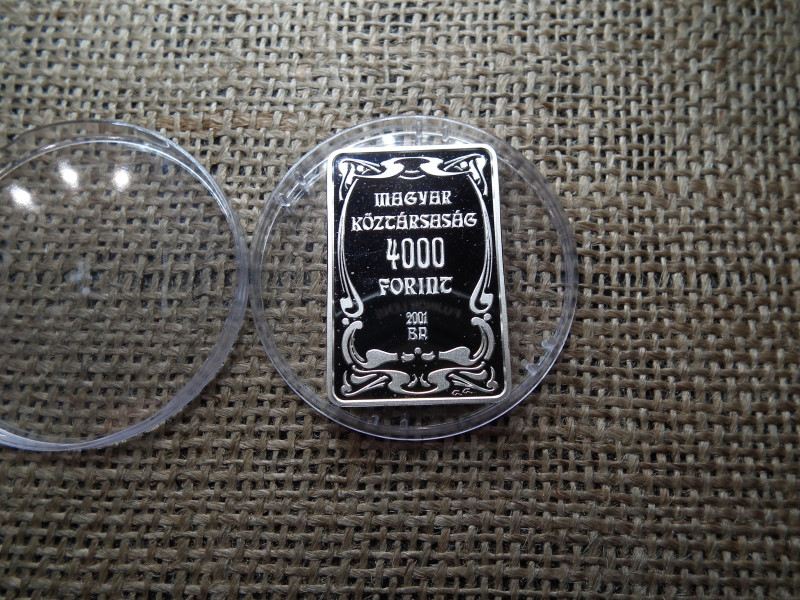 MAGYAR
KÖZTÁRSASÁG
4000
FORINT
2001
BP.
G.G.